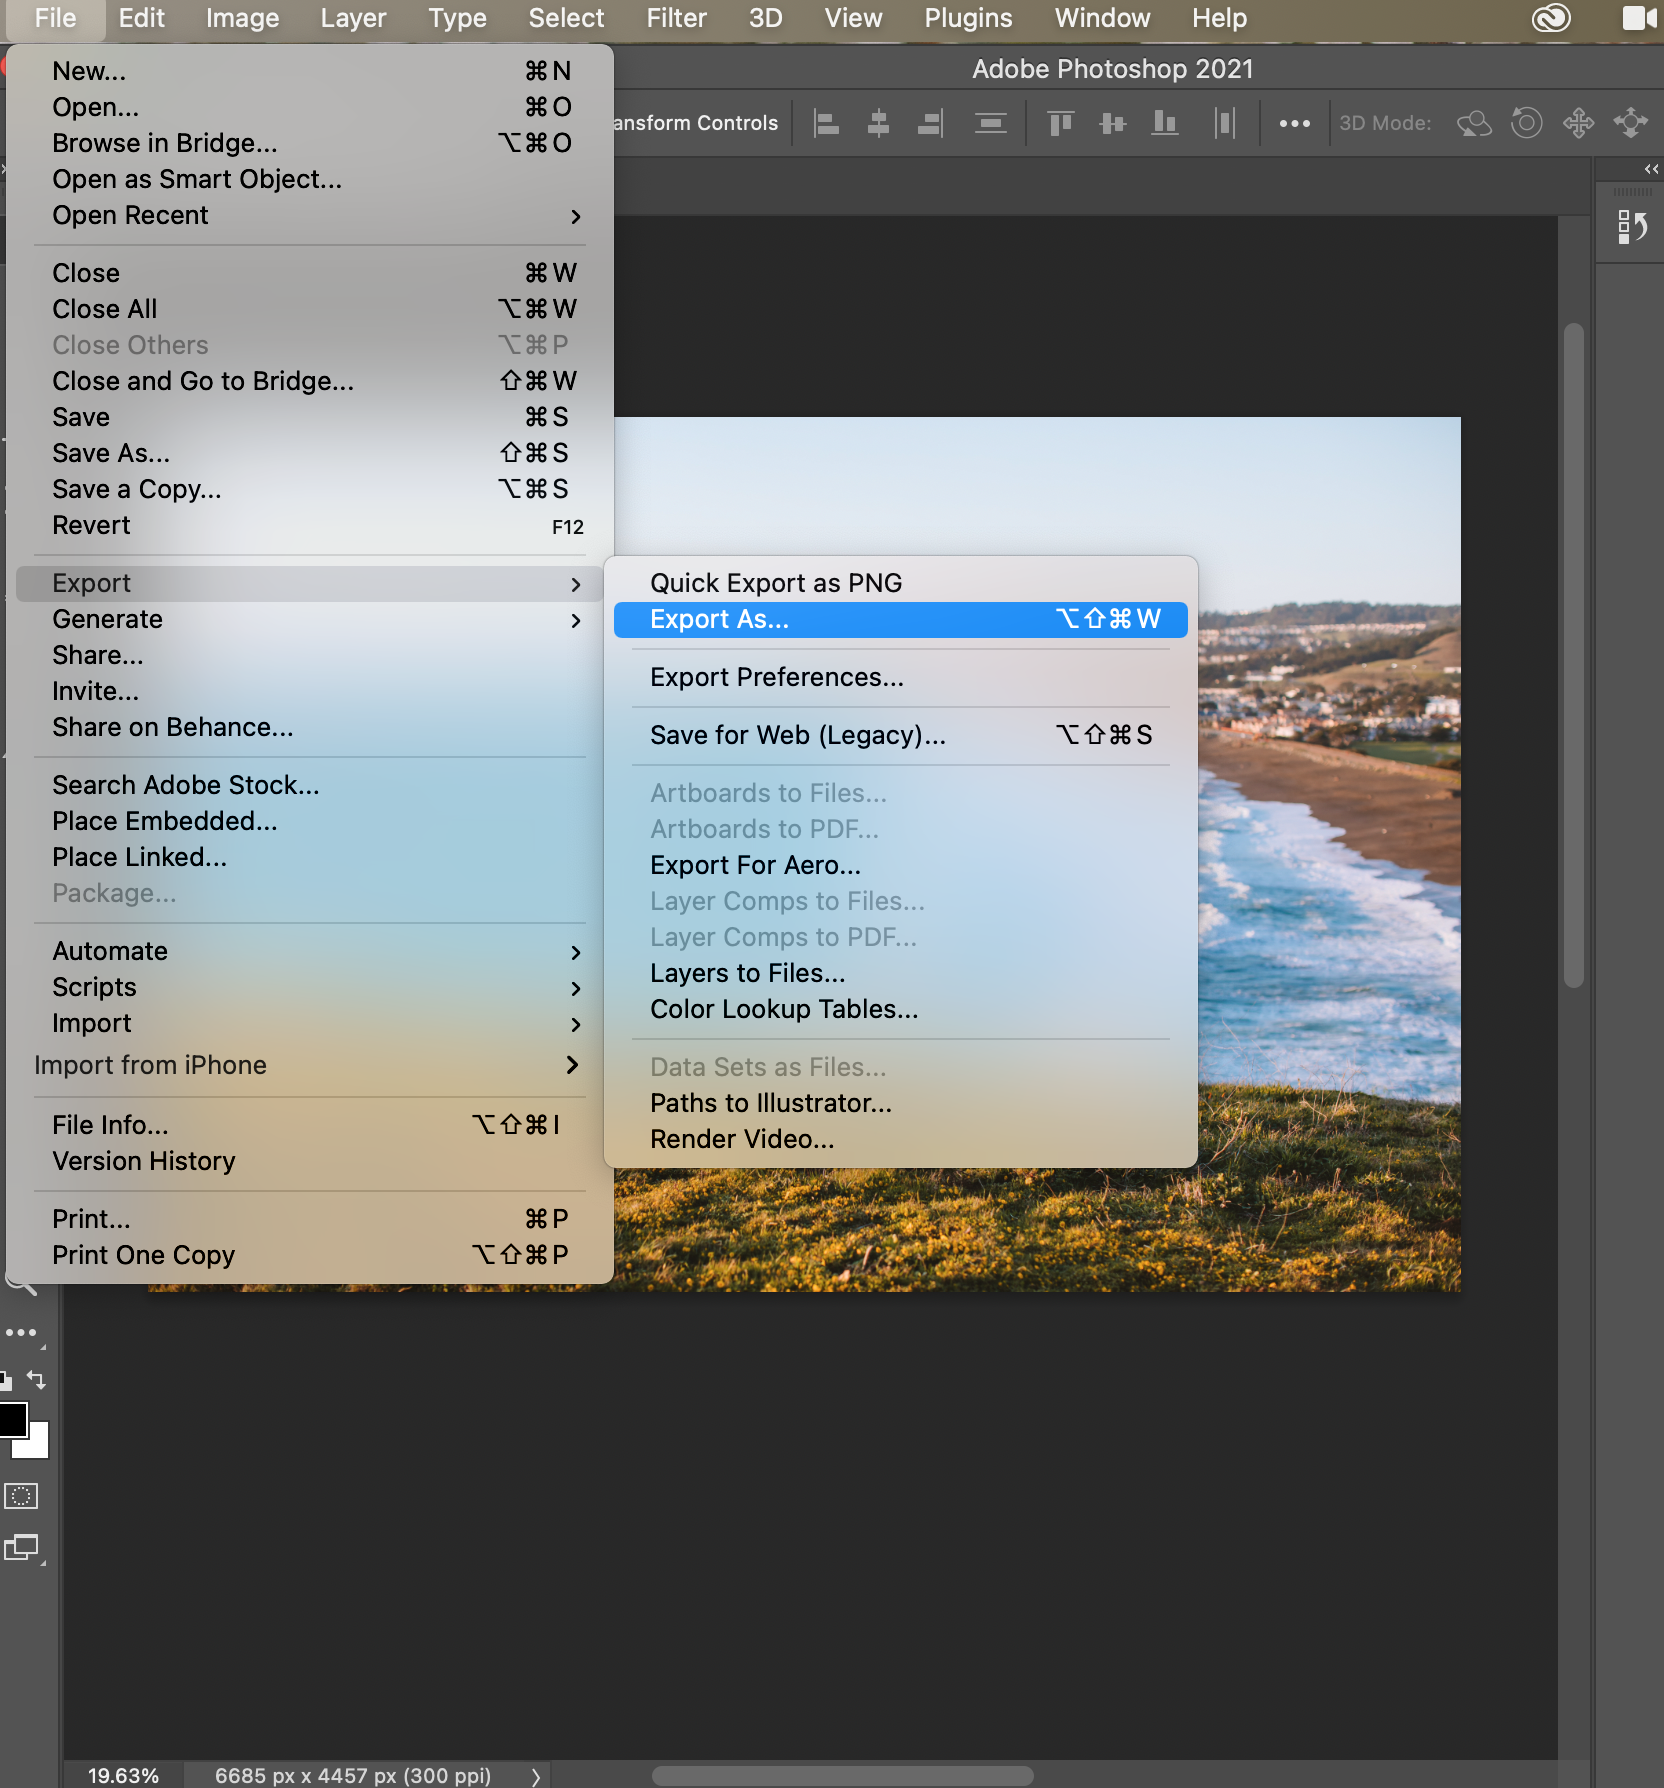 File Edit Image Layer Type Select Filter 3D View Plugins Window Help
Adobe Photoshop 2021
ansform Controls
3D Mode:
New... ⌘N
Open... ⌘O
Browse in Bridge... ⌥⌘O
Open as Smart Object...
Open Recent
Close ⌘W
Close All ⌥⌘W
Close Others ⌥⌘P
Close and Go to Bridge... ⇧⌘W
Save ⌘S
Save As... ⇧⌘S
Save a Copy... ⌥⌘S
Revert F12
Export
Generate
Share...
Invite...
Share on Behance...
Search Adobe Stock...
Place Embedded...
Place Linked...
Package...
Automate
Scripts
Import
Import from iPhone
File Info... ⌥⇧⌘I
Version History
Print... ⌘P
Print One Copy ⌥⇧⌘P
Quick Export as PNG
Export As... ⌥⇧⌘W
Export Preferences...
Save for Web (Legacy)... ⌥⇧⌘S
Artboards to Files...
Artboards to PDF...
Export For Aero...
Layer Comps to Files...
Layer Comps to PDF...
Layers to Files...
Color Lookup Tables...
Data Sets as Files...
Paths to Illustrator...
Render Video...
19.63% 6685 px x 4457 px (300 ppi)